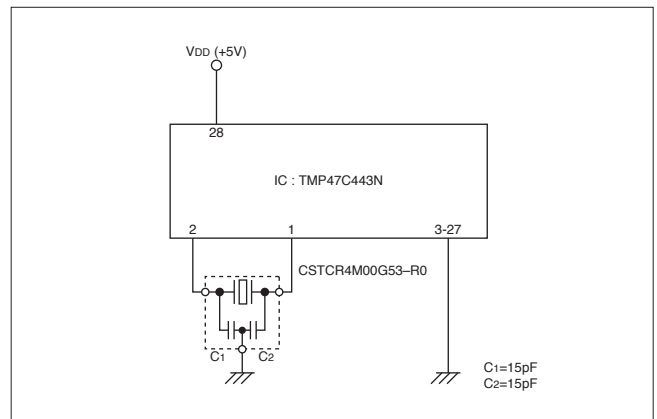 VDD (+5V)
28
IC : TMP47C443N
2 1 3-27
CSTCR4M00G53–R0
C1 C2
C1=15pF
C2=15pF